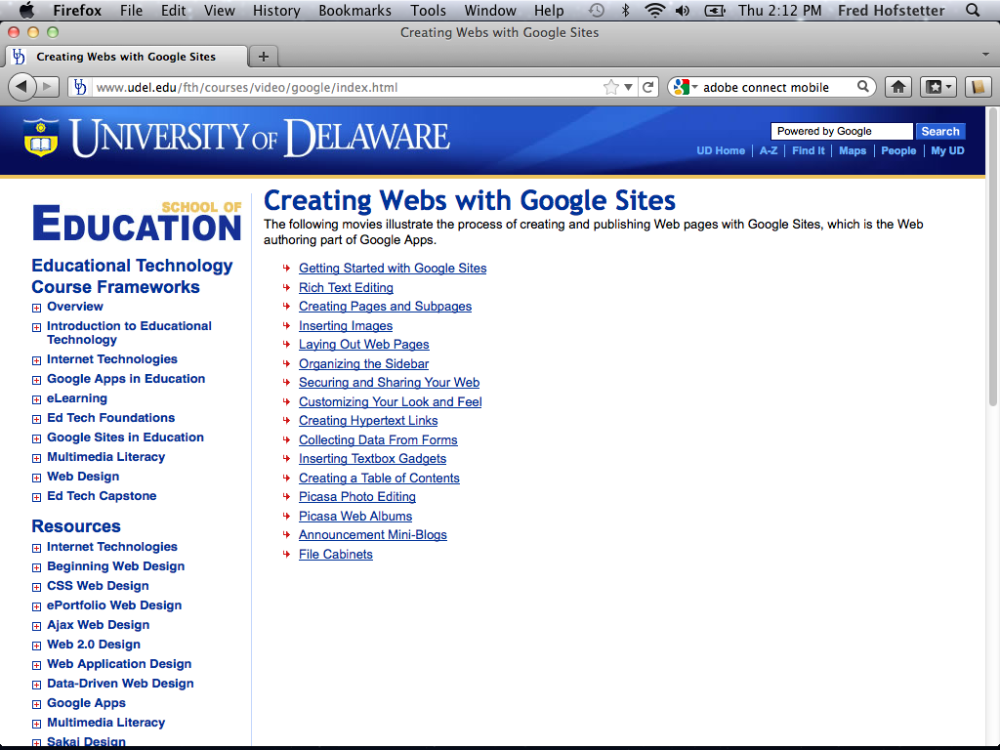 Firefox File Edit View History Bookmarks Tools Window Help Thu 2:12 PM Fred Hofstetter
Creating Webs with Google Sites
Creating Webs with Google Sites
www.udel.edu/fth/courses/video/google/index.html
adobe connect mobile
UNIVERSITY OF DELAWARE
Powered by Google Search
UD Home A-Z Find It Maps People My UD
SCHOOL OF
EDUCATION
Educational Technology
Course Frameworks
Overview
Introduction to Educational
Technology
Internet Technologies
Google Apps in Education
eLearning
Ed Tech Foundations
Google Sites in Education
Multimedia Literacy
Web Design
Ed Tech Capstone
Resources
Internet Technologies
Beginning Web Design
CSS Web Design
ePortfolio Web Design
Ajax Web Design
Web 2.0 Design
Web Application Design
Data-Driven Web Design
Google Apps
Multimedia Literacy
Sakai Design
Creating Webs with Google Sites
The following movies illustrate the process of creating and publishing Web pages with Google Sites, which is the Web
authoring part of Google Apps.
Getting Started with Google Sites
Rich Text Editing
Creating Pages and Subpages
Inserting Images
Laying Out Web Pages
Organizing the Sidebar
Securing and Sharing Your Web
Customizing Your Look and Feel
Creating Hypertext Links
Collecting Data From Forms
Inserting Textbox Gadgets
Creating a Table of Contents
Picasa Photo Editing
Picasa Web Albums
Announcement Mini-Blogs
File Cabinets